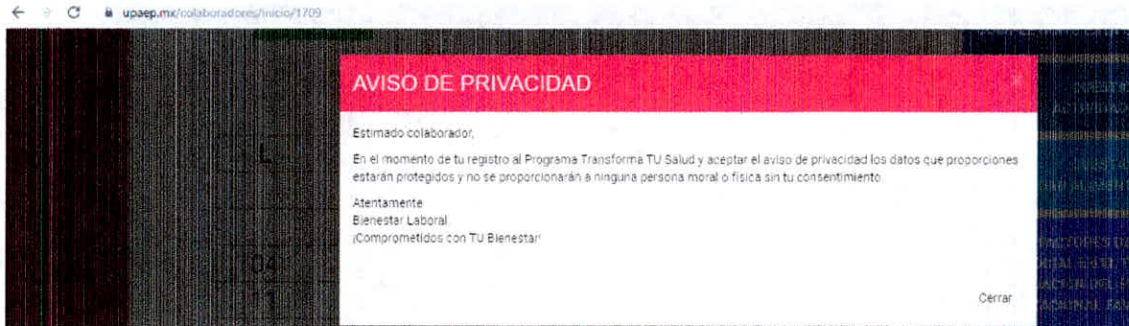 upaep.mx/colaboradores/inicio/1709
AVISO DE PRIVACIDAD
Estimado colaborador,
En el momento de tu registro al Programa Transforma TU Salud y aceptar el aviso de privacidad los datos que proporciones
estarán protegidos y no se proporcionarán a ninguna persona moral o física sin tu consentimiento.
Atentamente
Bienestar Laboral
¡Comprometidos con TU Bienestar!
Cerrar